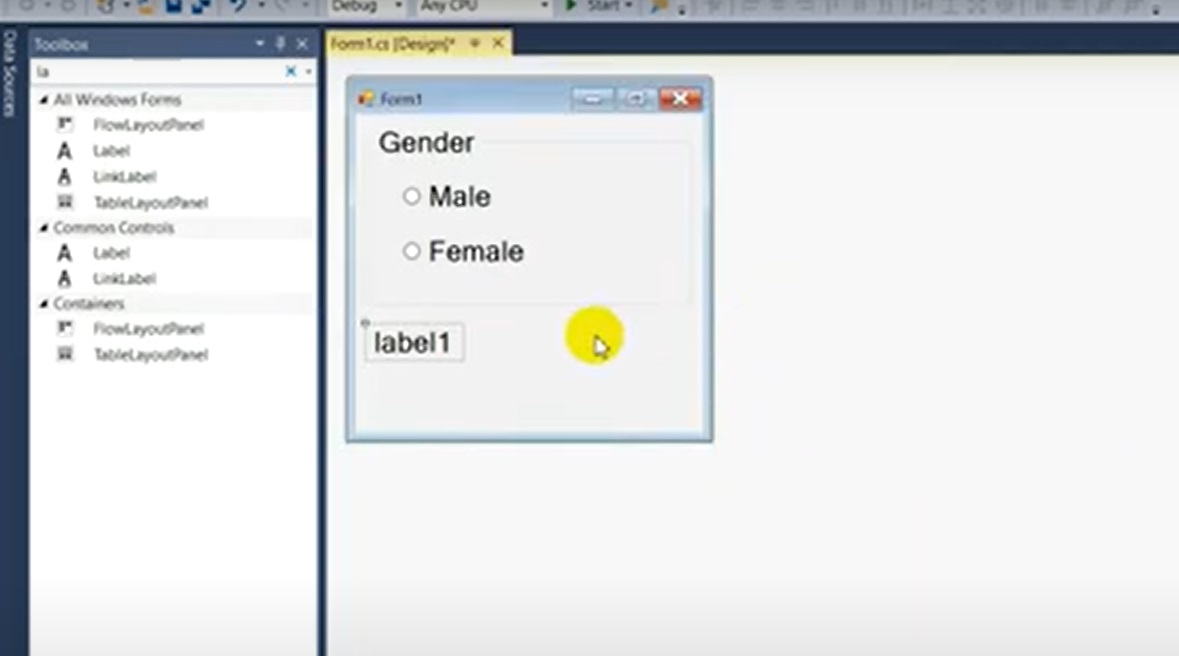 Debug
Any CPU
Start
Data Sources
Toolbox
la
All Windows Forms
FlowLayoutPanel
Label
LinkLabel
TableLayoutPanel
Common Controls
Label
LinkLabel
Containers
FlowLayoutPanel
TableLayoutPanel
Form1.cs [Design]*
Form1
Gender
Male
Female
label1